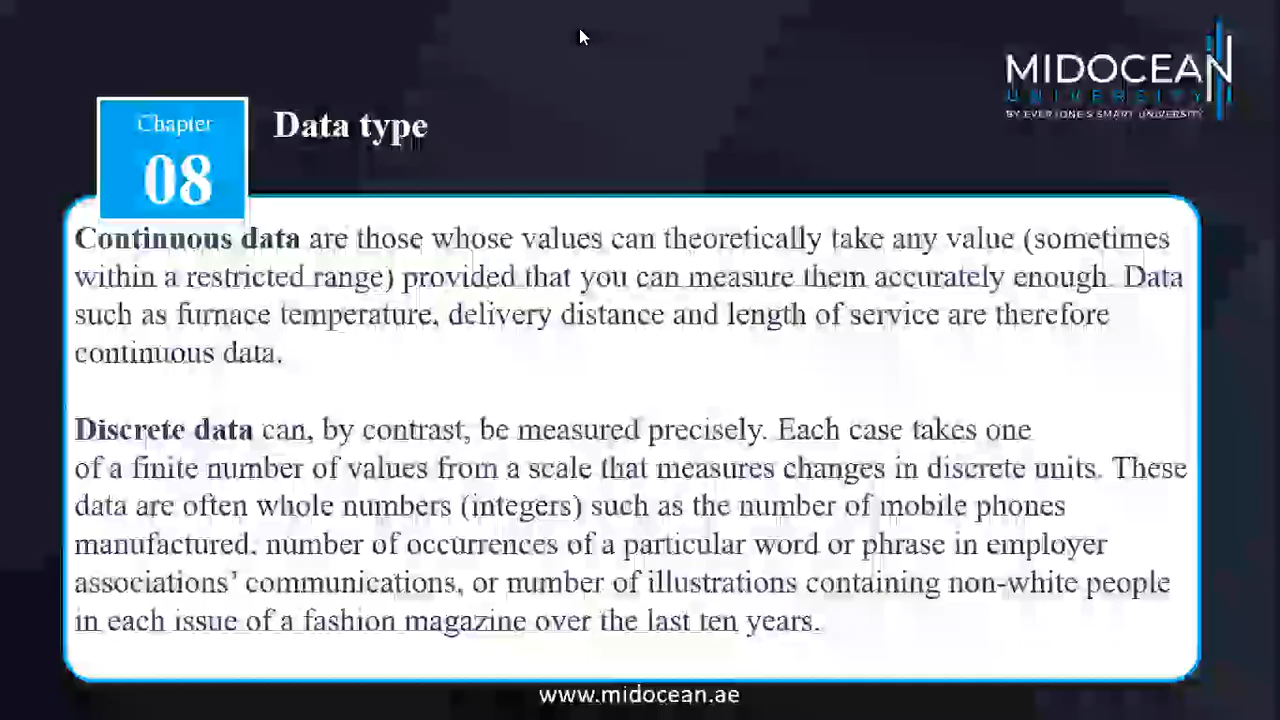 MIDOCEAN
UNIVERSITY
BY EVERYONE'S SMART UNIVERSITY
Chapter
08
Data type
Continuous data are those whose values can theoretically take any value (sometimes
within a restricted range) provided that you can measure them accurately enough. Data
such as furnace temperature, delivery distance and length of service are therefore
continuous data.
Discrete data can, by contrast, be measured precisely. Each case takes one
of a finite number of values from a scale that measures changes in discrete units. These
data are often whole numbers (integers) such as the number of mobile phones
manufactured, number of occurrences of a particular word or phrase in employer
associations’ communications, or number of illustrations containing non-white people
in each issue of a fashion magazine over the last ten years.
www.midocean.ae